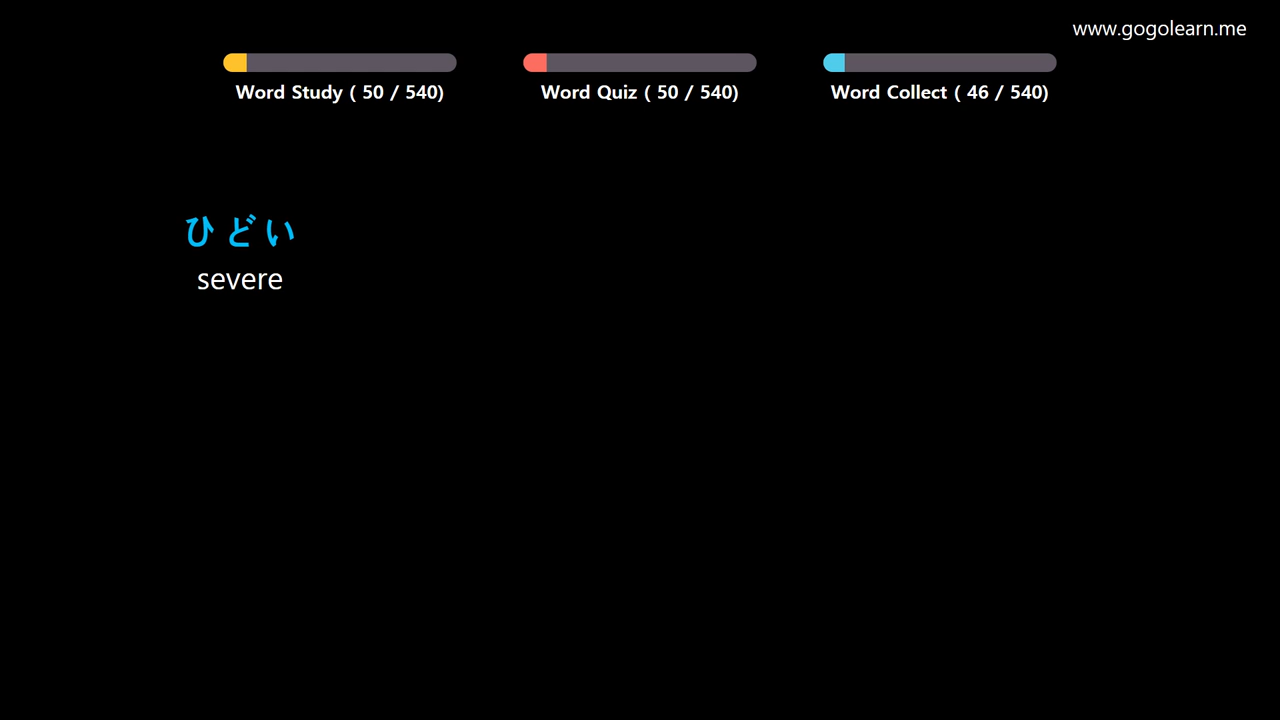 www.gogolearn.me
Word Study ( 50 / 540)
Word Quiz ( 50 / 540)
Word Collect ( 46 / 540)
ひどい
severe